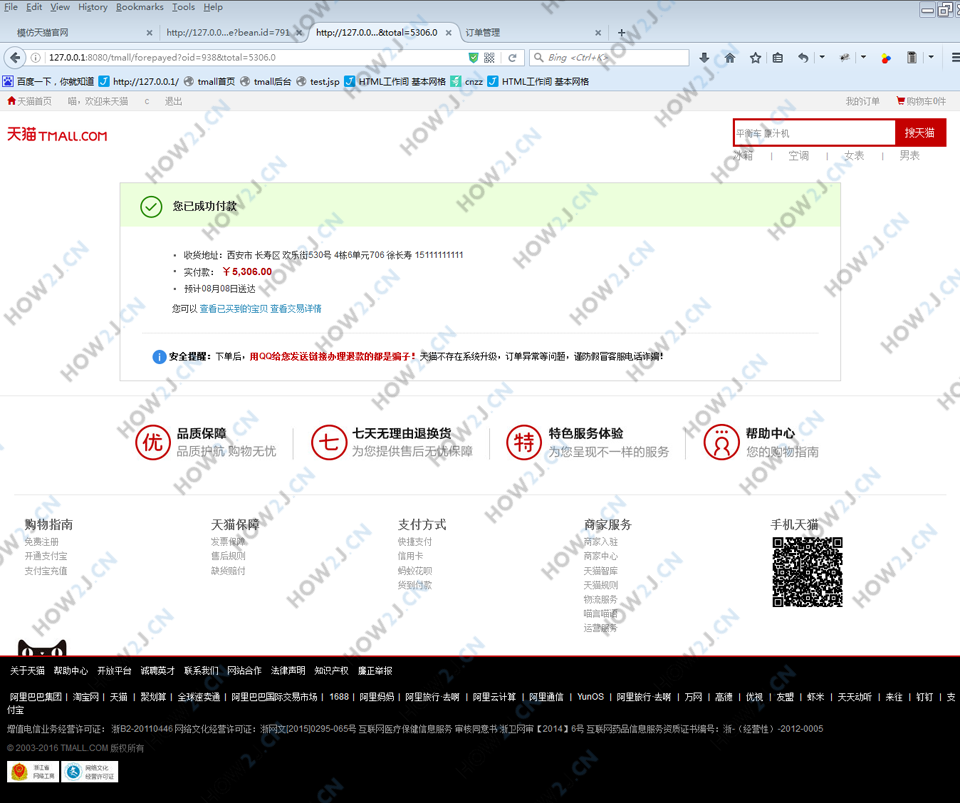 File Edit View History Bookmarks Tools Help
模仿天猫官网 http://127.0.0...e?bean.id=791 http://127.0.0...&total=5306.0 订单管理
127.0.0.1:8080/tmall/forepayed?oid=938&total=5306.0 Bing <Ctrl+K>
百度一下，你就知道 http://127.0.0.1/ tmall首页 tmall后台 test.jsp HTML工作间 基本网格 cnzz HTML工作间 基本网格
天猫首页 喵，欢迎来天猫 c 退出 我的订单 购物车0件
天猫 TMALL.COM
平衡车 原汁机 搜天猫
冰箱 | 空调 | 女表 | 男表
您已成功付款
收货地址：西安市 长寿区 欢乐街530号 4栋6单元706 徐长寿 15111111111
实付款：￥5,306.00
预计08月08日送达
您可以 查看已买到的宝贝 查看交易详情
安全提醒：下单后，用QQ给您发送链接办理退款的都是骗子！天猫不存在系统升级，订单异常等问题，谨防假冒客服电话诈骗！
优 品质保障 七 七天无理由退换货 特 特色服务体验 帮助中心
品质护航 购物无忧 为您提供售后无忧保障 为您呈现不一样的服务 您的购物指南
购物指南 天猫保障 支付方式 商家服务 手机天猫
免费注册 发票保障 快捷支付 商家入驻
开通支付宝 售后规则 信用卡 商家中心
支付宝充值 缺货赔付 蚂蚁花呗 天猫智库
货到付款 天猫规则
物流服务
喵言喵语
运营服务
关于天猫 帮助中心 开放平台 诚聘英才 联系我们 网站合作 法律声明 知识产权 廉正举报
阿里巴巴集团 | 淘宝网 | 天猫 | 聚划算 | 全球速卖通 | 阿里巴巴国际交易市场 | 1688 | 阿里妈妈 | 阿里旅行·去啊 | 阿里云计算 | 阿里通信 | YunOS | 阿里旅行·去啊 | 万网 | 高德 | 优视 | 友盟 | 虾米 | 天天动听 | 来往 | 钉钉 | 支
付宝
增值电信业务经营许可证： 浙B2-20110446 网络文化经营许可证：浙网文[2015]0295-065号 互联网医疗保健信息服务 审核同意书 浙卫网审【2014】6号 互联网药品信息服务资质证书编号：浙-（经营性）-2012-0005
© 2003-2016 TMALL.COM 版权所有
浙江省 网络文化
网络工商 经营许可证
HOW2J.CN